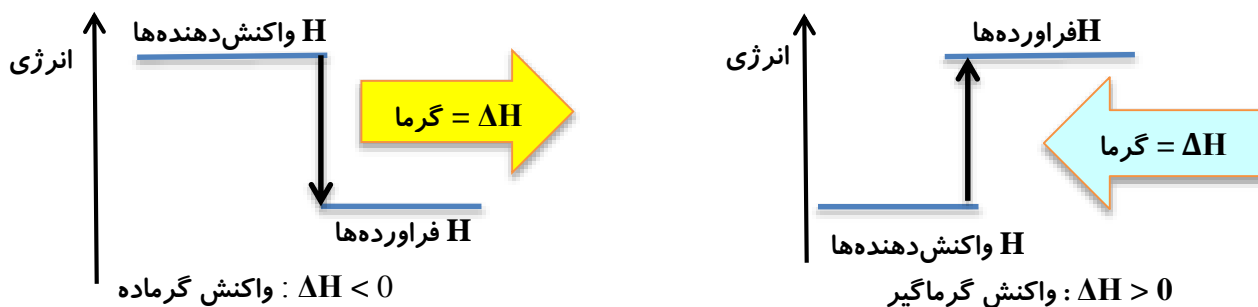 H واکنش‌دهنده‌ها
انرژی
گرما = ΔH
H فراورده‌ها
واکنش گرماده : ΔH < 0
Hفراورده‌ها
انرژی
گرما = ΔH
H واکنش‌دهنده‌ها
واکنش گرماگیر : ΔH > 0